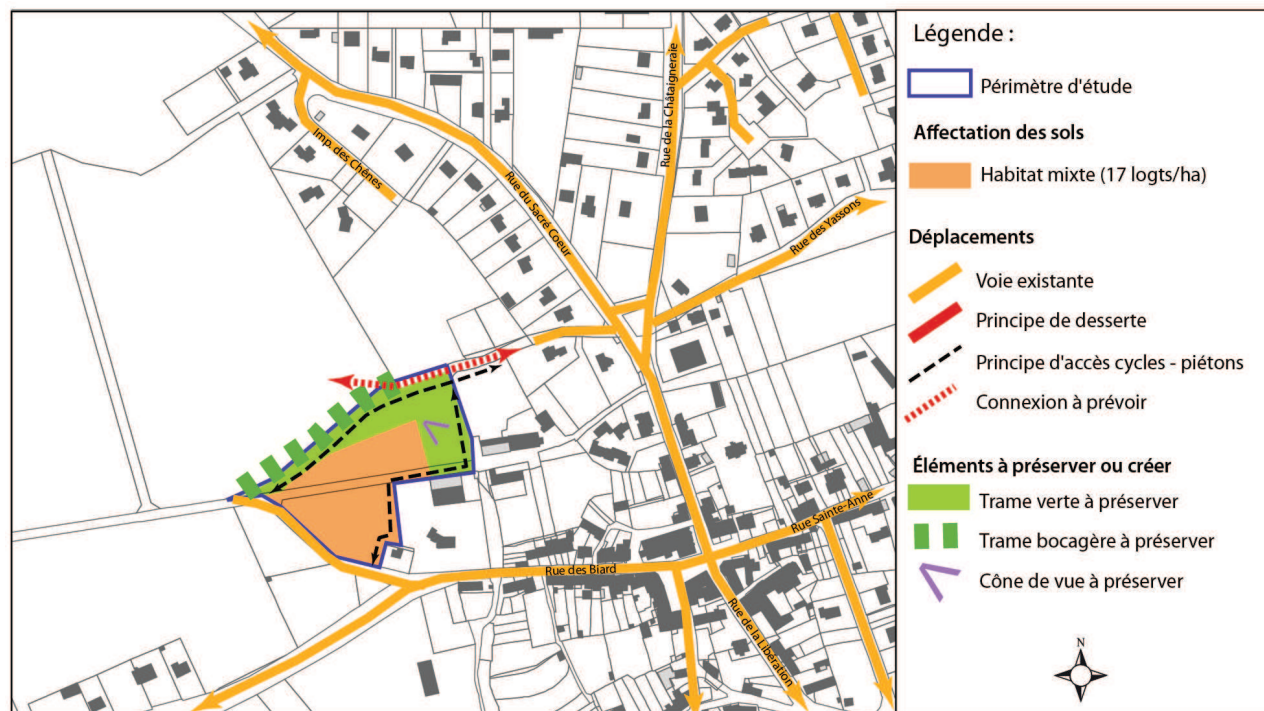 Imp. des Chênes
Rue du Sacré Coeur
Rue de la Châtaigneraie
Rue des Yassons
Rue des Biard
Rue Sainte-Anne
Rue de la Libération
Légende :
Périmètre d'étude
Affectation des sols
Habitat mixte (17 logts/ha)
Déplacements
Voie existante
Principe de desserte
Principe d'accès cycles - piétons
Connexion à prévoir
Éléments à préserver ou créer
Trame verte à préserver
Trame bocagère à préserver
Cône de vue à préserver
N